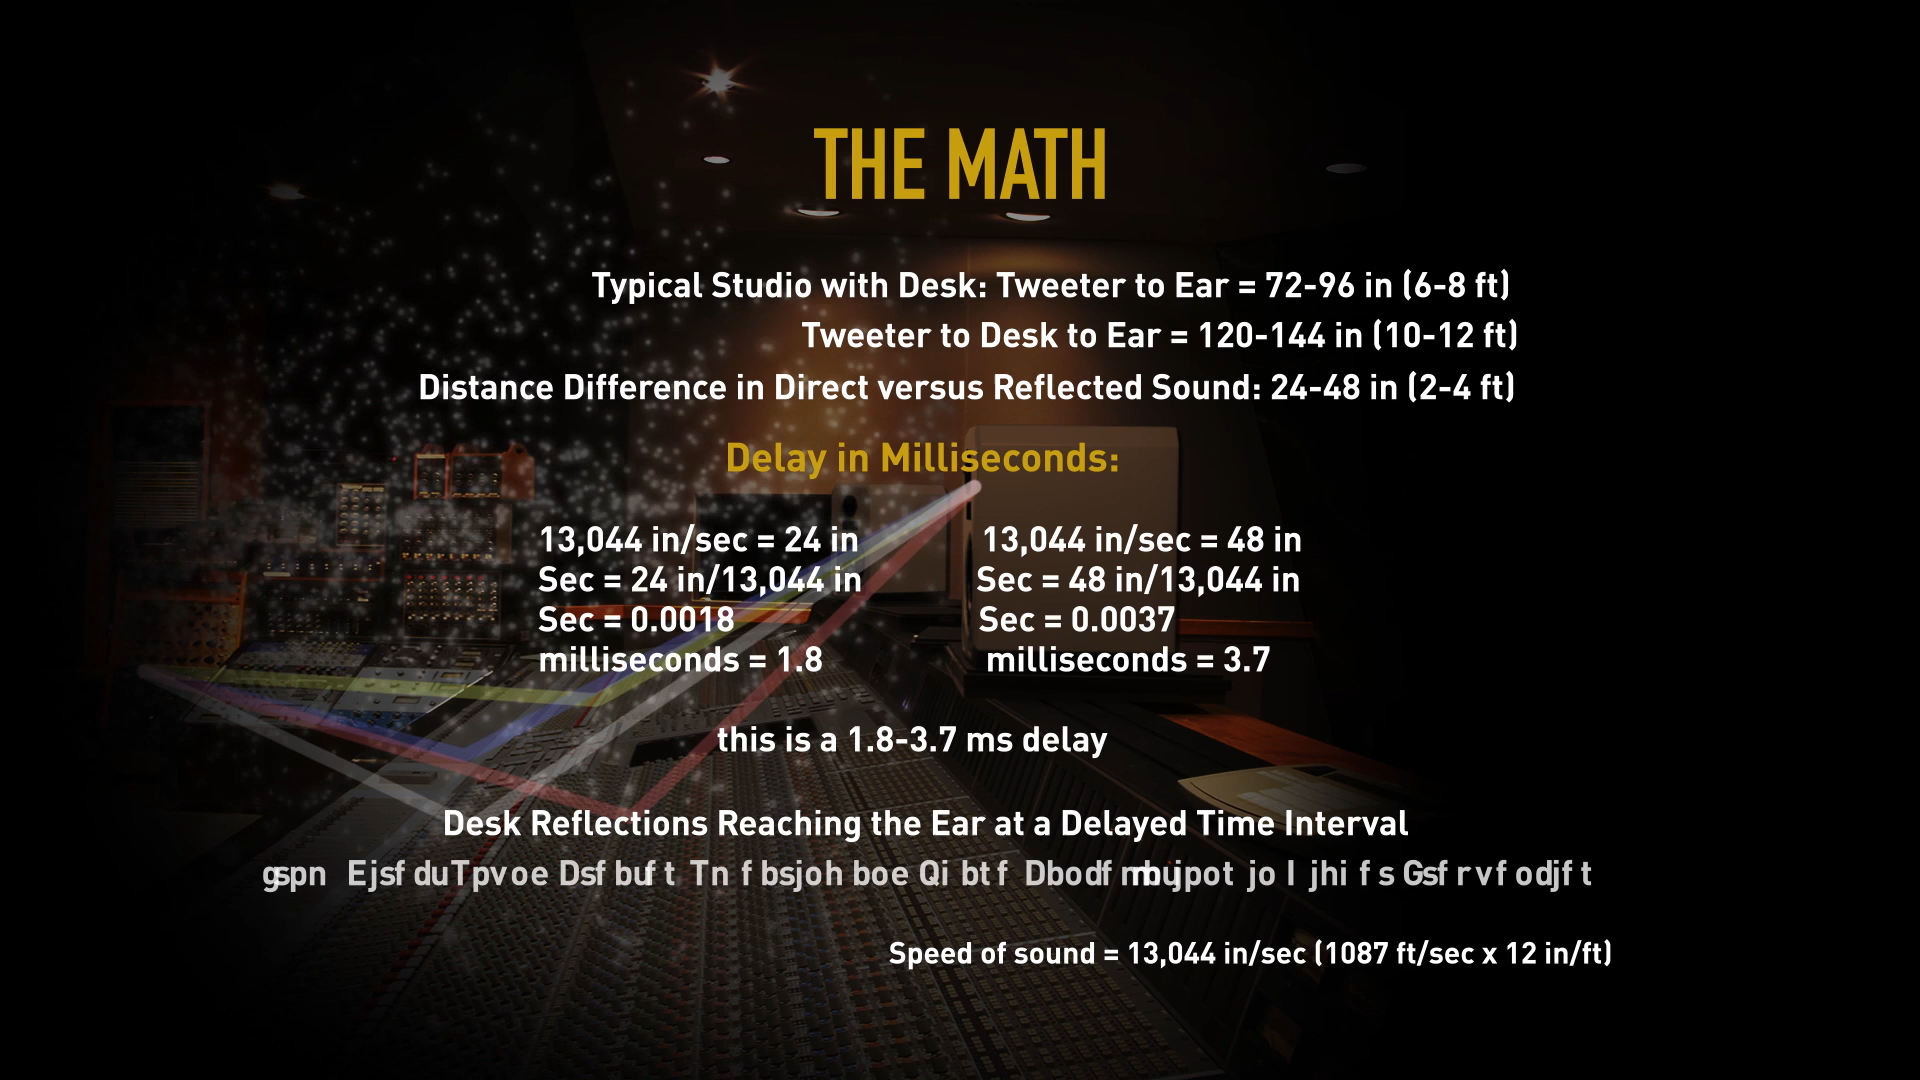 THE MATH
Typical Studio with Desk: Tweeter to Ear = 72-96 in (6-8 ft)
Tweeter to Desk to Ear = 120-144 in (10-12 ft)
Distance Difference in Direct versus Reflected Sound: 24-48 in (2-4 ft)
Delay in Milliseconds:
13,044 in/sec = 24 in
Sec = 24 in/13,044 in
Sec = 0.0018
milliseconds = 1.8
13,044 in/sec = 48 in
Sec = 48 in/13,044 in
Sec = 0.0037
milliseconds = 3.7
this is a 1.8-3.7 ms delay
Desk Reflections Reaching the Ear at a Delayed Time Interval
gspn Ejsf duTpvoe Dsf buf t Tn f bsjoh boe Qi bt f jo I jhi f s Gsf r v f odjf t
Speed of sound = 13,044 in/sec (1087 ft/sec x 12 in/ft)